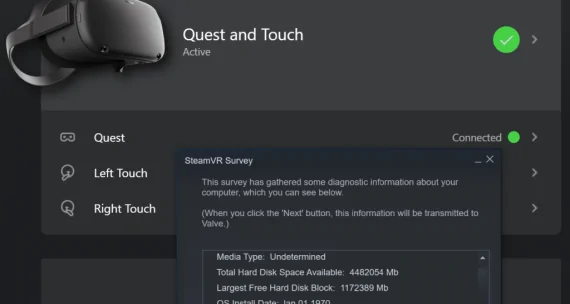 Quest and Touch
Active
Quest
Connected
Left Touch
Right Touch
SteamVR Survey
This survey has gathered some diagnostic information about your
computer, which you can see below.
(When you click the 'Next' button, this information will be transmitted to
Valve.)
Media Type: Undetermined
Total Hard Disk Space Available: 4482054 Mb
Largest Free Hard Disk Block: 1172389 Mb
OS Install Date: Jan 01 1970